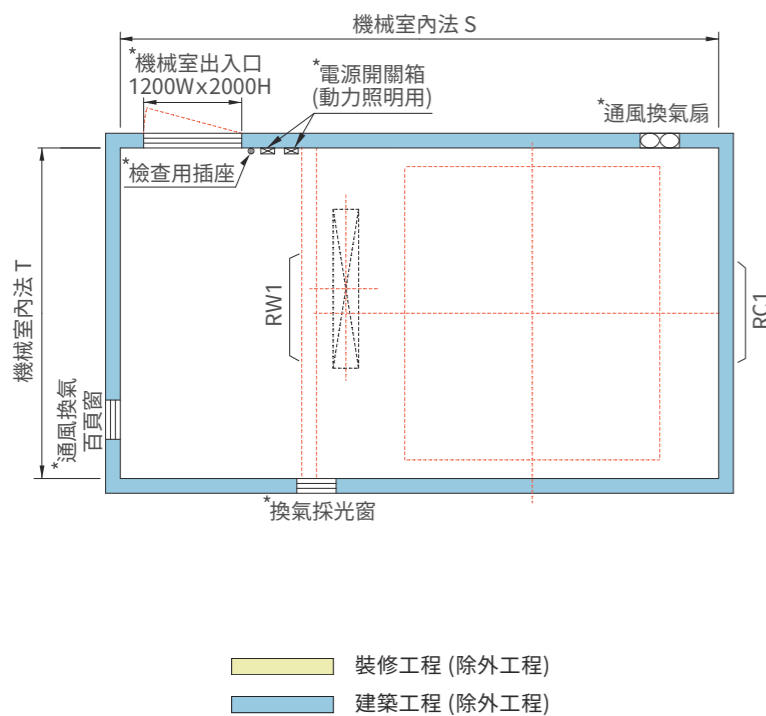 機械室內法 S
*機械室出入口
1200Wx2000H
*電源開關箱
(動力照明用)
*通風換氣扇
*檢查用插座
機械室內法 T
RW1
RC1
*通風換氣
百頁窗
*換氣採光窗
裝修工程 (除外工程)
建築工程 (除外工程)